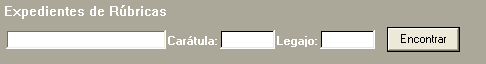 Expedientes de Rúbricas
Carátula: Legajo: Encontrar